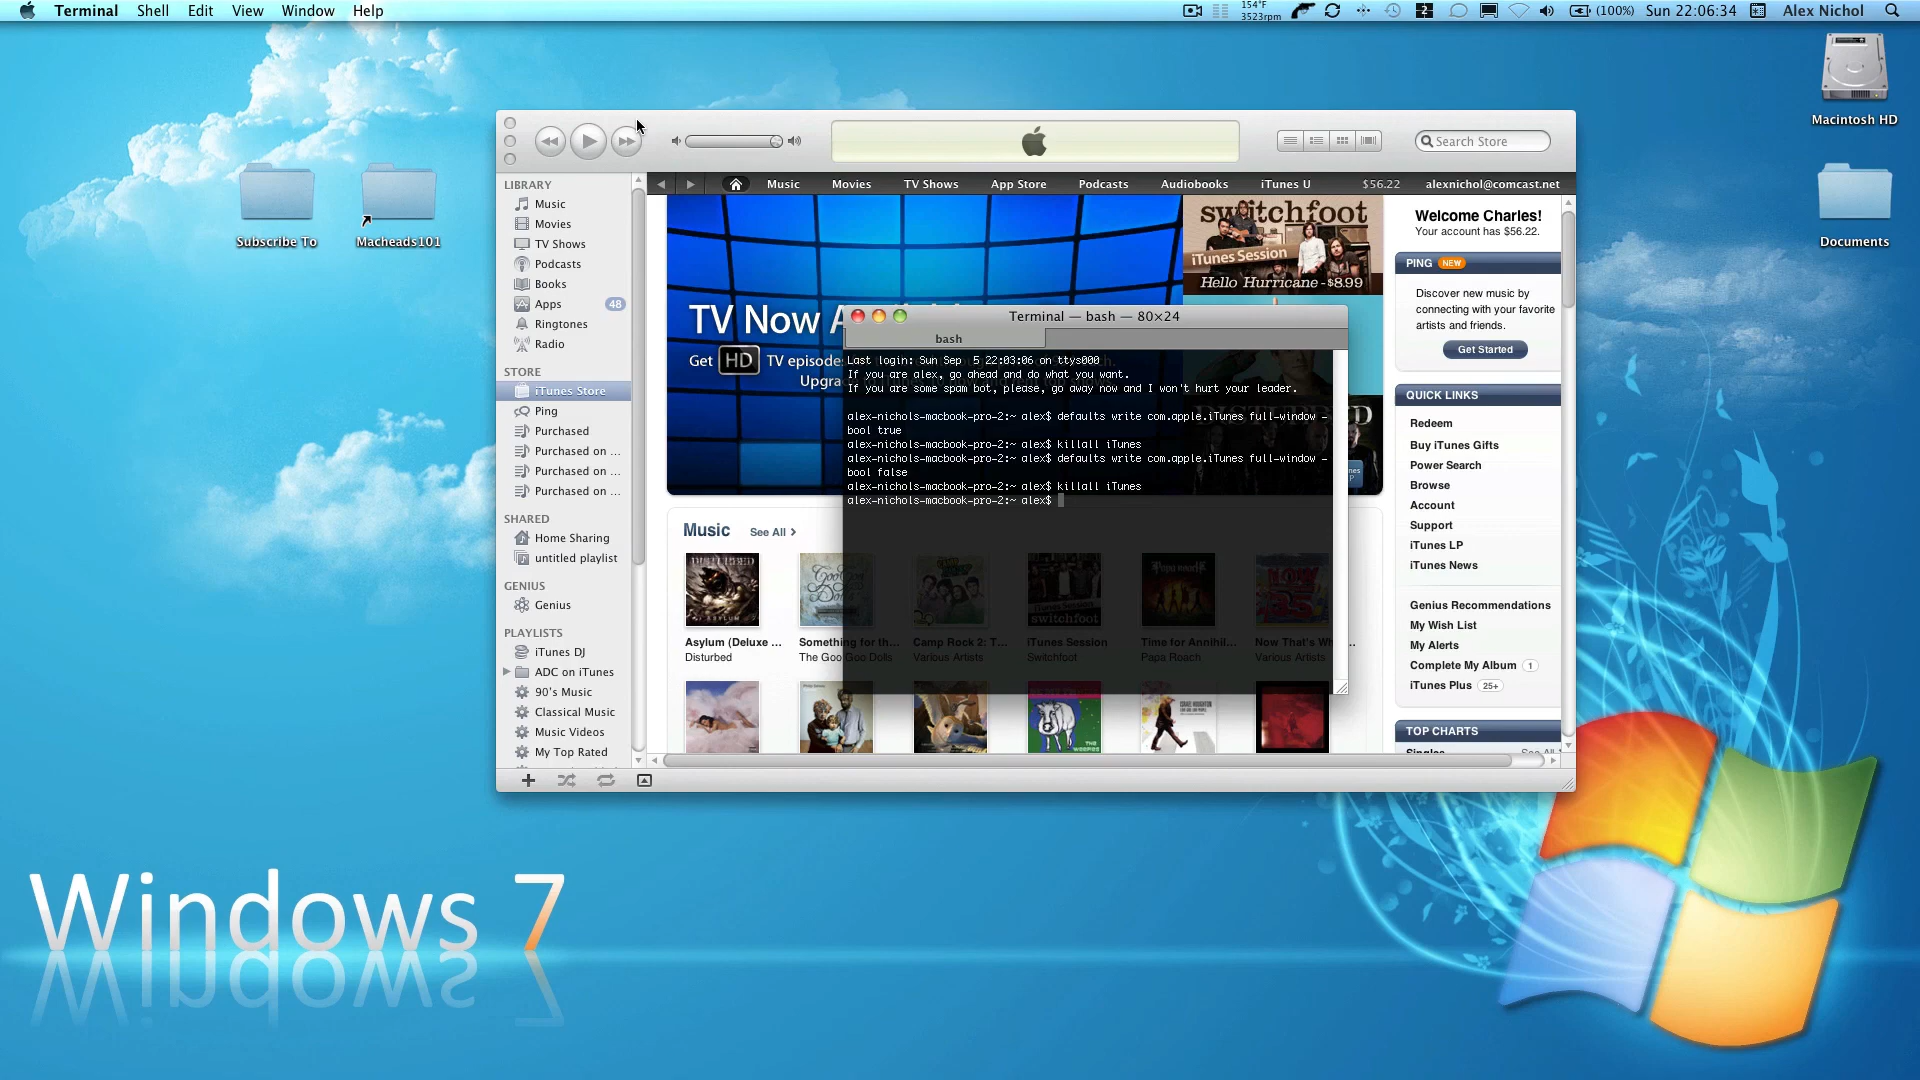 Terminal Shell Edit View Window Help
154°F
3523rpm
2
(100%) Sun 22:06:34 Alex Nichol
Macintosh HD
Documents
Subscribe To
Macheads101
Search Store
Music Movies TV Shows App Store Podcasts Audiobooks iTunes U $56.22 alexnichol@comcast.net
LIBRARY
Music
Movies
TV Shows
Podcasts
Books
Apps 48
Ringtones
Radio
STORE
iTunes Store
Ping
Purchased
Purchased on ...
Purchased on ...
Purchased on ...
SHARED
Home Sharing
untitled playlist
GENIUS
Genius
PLAYLISTS
iTunes DJ
ADC on iTunes
90's Music
Classical Music
Music Videos
My Top Rated
TV Now A
Get HD TV episodes
Upgra
switchfoot
iTunes Session
Hello Hurricane - $8.99
Terminal — bash — 80×24
bash
Last login: Sun Sep  5 22:03:06 on ttys000
If you are alex, go ahead and do what you want.
If you are some spam bot, please, go away now and I won't hurt your leader.
alex-nichols-macbook-pro-2:~ alex$ defaults write com.apple.iTunes full-window -
bool true
alex-nichols-macbook-pro-2:~ alex$ killall iTunes
alex-nichols-macbook-pro-2:~ alex$ defaults write com.apple.iTunes full-window -
bool false
alex-nichols-macbook-pro-2:~ alex$ killall iTunes
alex-nichols-macbook-pro-2:~ alex$
Music See All >
Asylum (Deluxe ...
Disturbed
Something for th...
The Goo Goo Dolls
Camp Rock 2: T...
Various Artists
iTunes Session
Switchfoot
Time for Annihil...
Papa Roach
Now That's Wh...
Various Artists
Welcome Charles!
Your account has $56.22.
PING NEW
Discover new music by
connecting with your favorite
artists and friends.
Get Started
QUICK LINKS
Redeem
Buy iTunes Gifts
Power Search
Browse
Account
Support
iTunes LP
iTunes News
Genius Recommendations
My Wish List
My Alerts
Complete My Album 1
iTunes Plus 25+
TOP CHARTS
Singles See All >
Windows 7